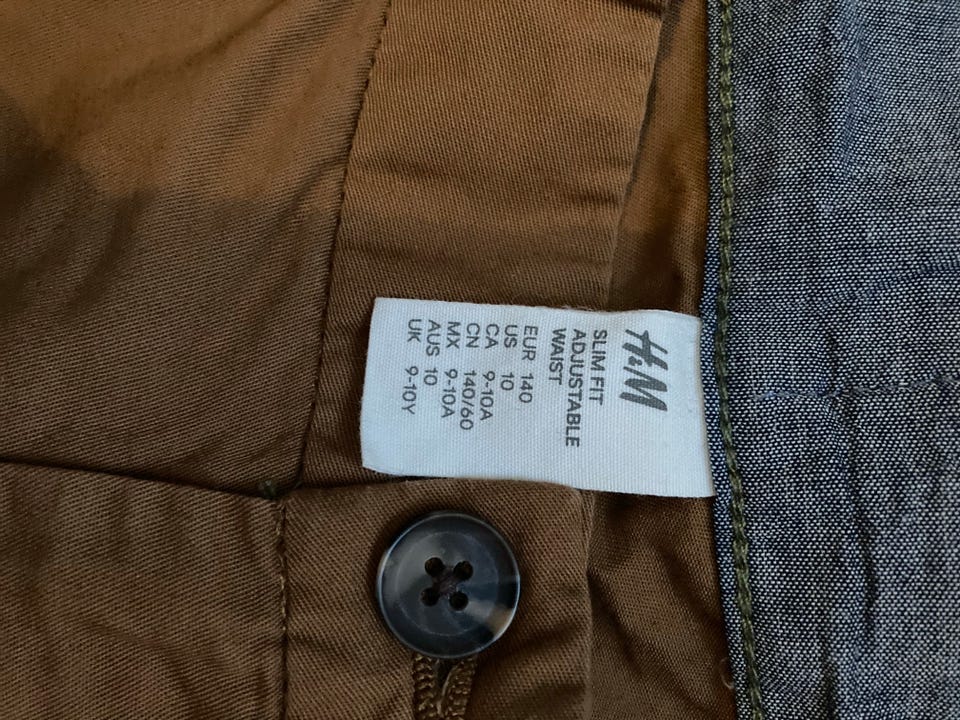 H&M
SLIM FIT
ADJUSTABLE
WAIST
EUR 140
US 10
CA 9-10A
CN 140/60
MX 9-10A
AUS 10
UK 9-10Y